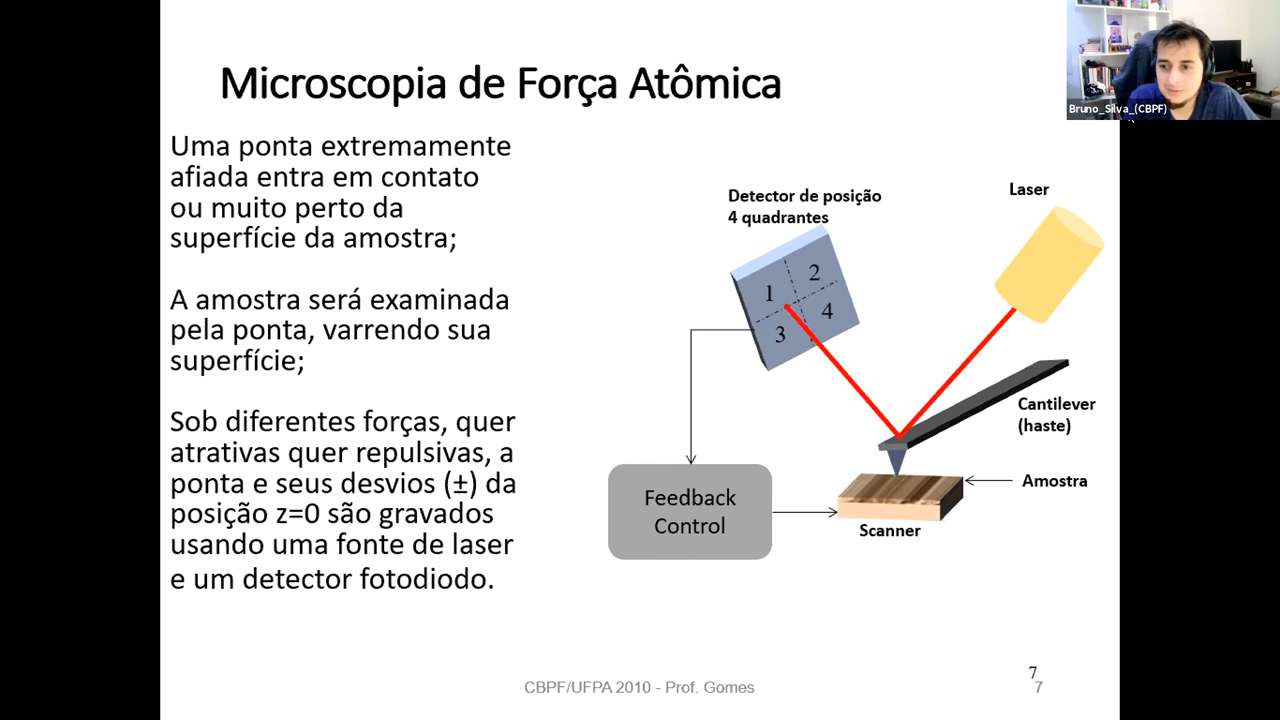 Microscopia de Força Atômica
Bruno_Silva_(CBPF)
Uma ponta extremamente
afiada entra em contato
ou muito perto da
superfície da amostra;
A amostra será examinada
pela ponta, varrendo sua
superfície;
Sob diferentes forças, quer
atrativas quer repulsivas, a
ponta e seus desvios (±) da
posição z=0 são gravados
usando uma fonte de laser
e um detector fotodiodo.
Detector de posição
4 quadrantes
Laser
1
2
3
4
Cantilever
(haste)
Amostra
Scanner
Feedback
Control
CBPF/UFPA 2010 - Prof. Gomes
7
7